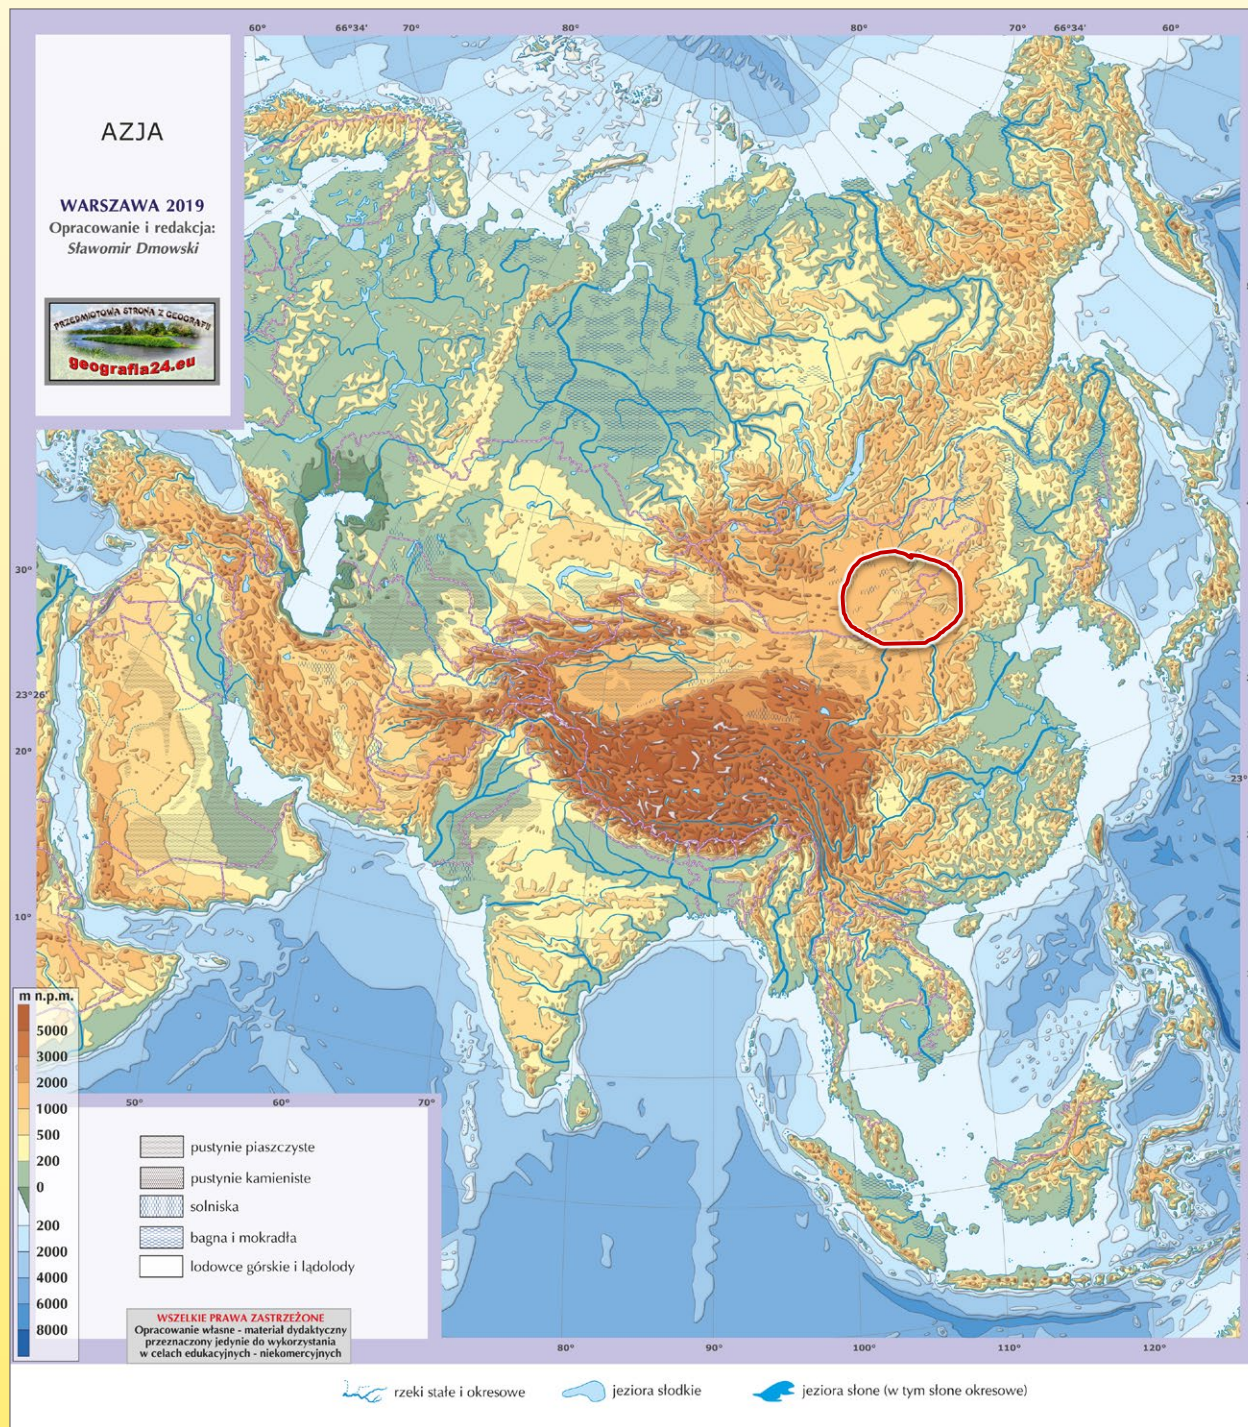 60° 66°34' 70° 80° 80° 70° 66°34' 60°
AZJA
WARSZAWA 2019
Opracowanie i redakcja:
Sławomir Dmowski
PRZEDMIOTOWA STRONA Z GEOGRAFII
geografia24.eu
30°
23°26'
20°
10°
23°
m n.p.m.
5000
3000
2000
1000
500
200
0
200
2000
4000
6000
8000
50° 60° 70°
pustynie piaszczyste
pustynie kamieniste
solniska
bagna i mokradła
lodowce górskie i lądolody
WSZELKIE PRAWA ZASTRZEŻONE
Opracowanie własne - materiał dydaktyczny
przeznaczony jedynie do wykorzystania
w celach edukacyjnych - niekomercyjnych
80° 90° 100° 110° 120°
rzeki stałe i okresowe
jeziora słodkie
jeziora słone (w tym słone okresowe)